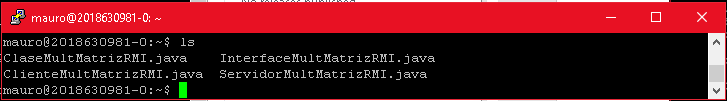 mauro@2018630981-0: ~
mauro@2018630981-0:~$ ls
ClaseMultMatrizRMI.java    InterfaceMultMatrizRMI.java
ClienteMultMatrizRMI.java  ServidorMultMatrizRMI.java
mauro@2018630981-0:~$